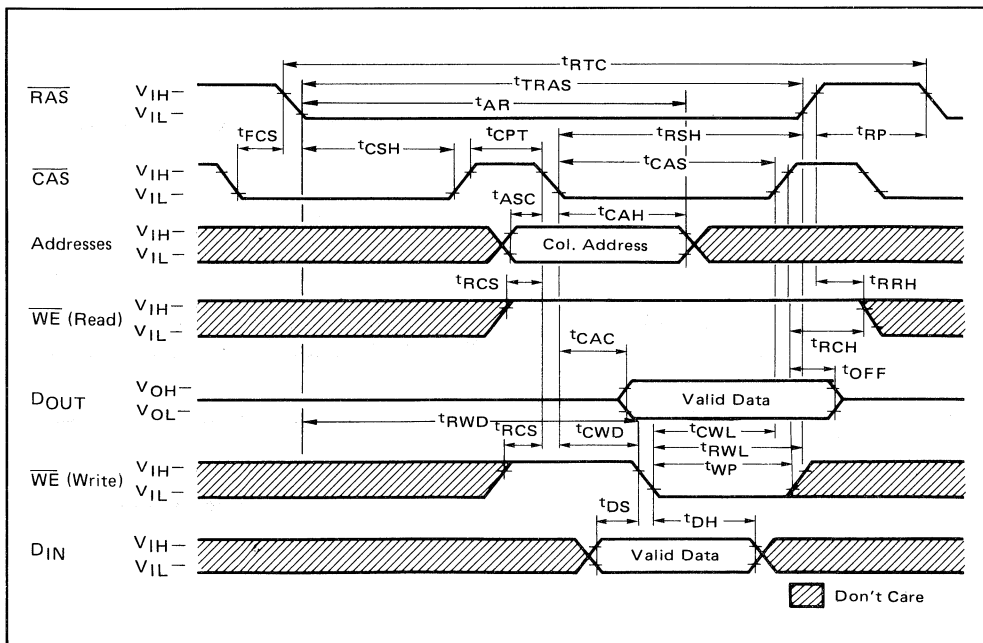 tRTC
tTRAS
RAS
VIH
VIL
tAR
tFCS
tCSH
tCPT
tRSH
tRP
CAS
VIH
VIL
tCAS
tASC
tCAH
Addresses
VIH
VIL
Col. Address
tRCS
tRRH
WE (Read)
VIH
VIL
tCAC
tRCH
tOFF
DOUT
VOH
VOL
Valid Data
tRWD
tRCS
tCWD
tCWL
tRWL
WE (Write)
VIH
VIL
tWP
tDS
tDH
DIN
VIH
VIL
Valid Data
Don't Care